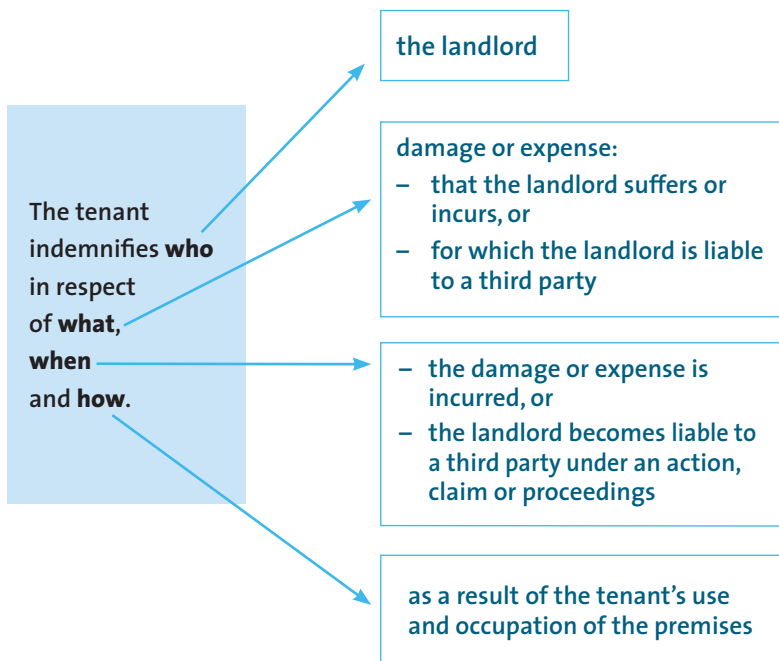 The tenant
indemnifies who
in respect
of what,
when
and how.
the landlord
damage or expense:
– that the landlord suffers or
incurs, or
– for which the landlord is liable
to a third party
– the damage or expense is
incurred, or
– the landlord becomes liable to
a third party under an action,
claim or proceedings
as a result of the tenant’s use
and occupation of the premises